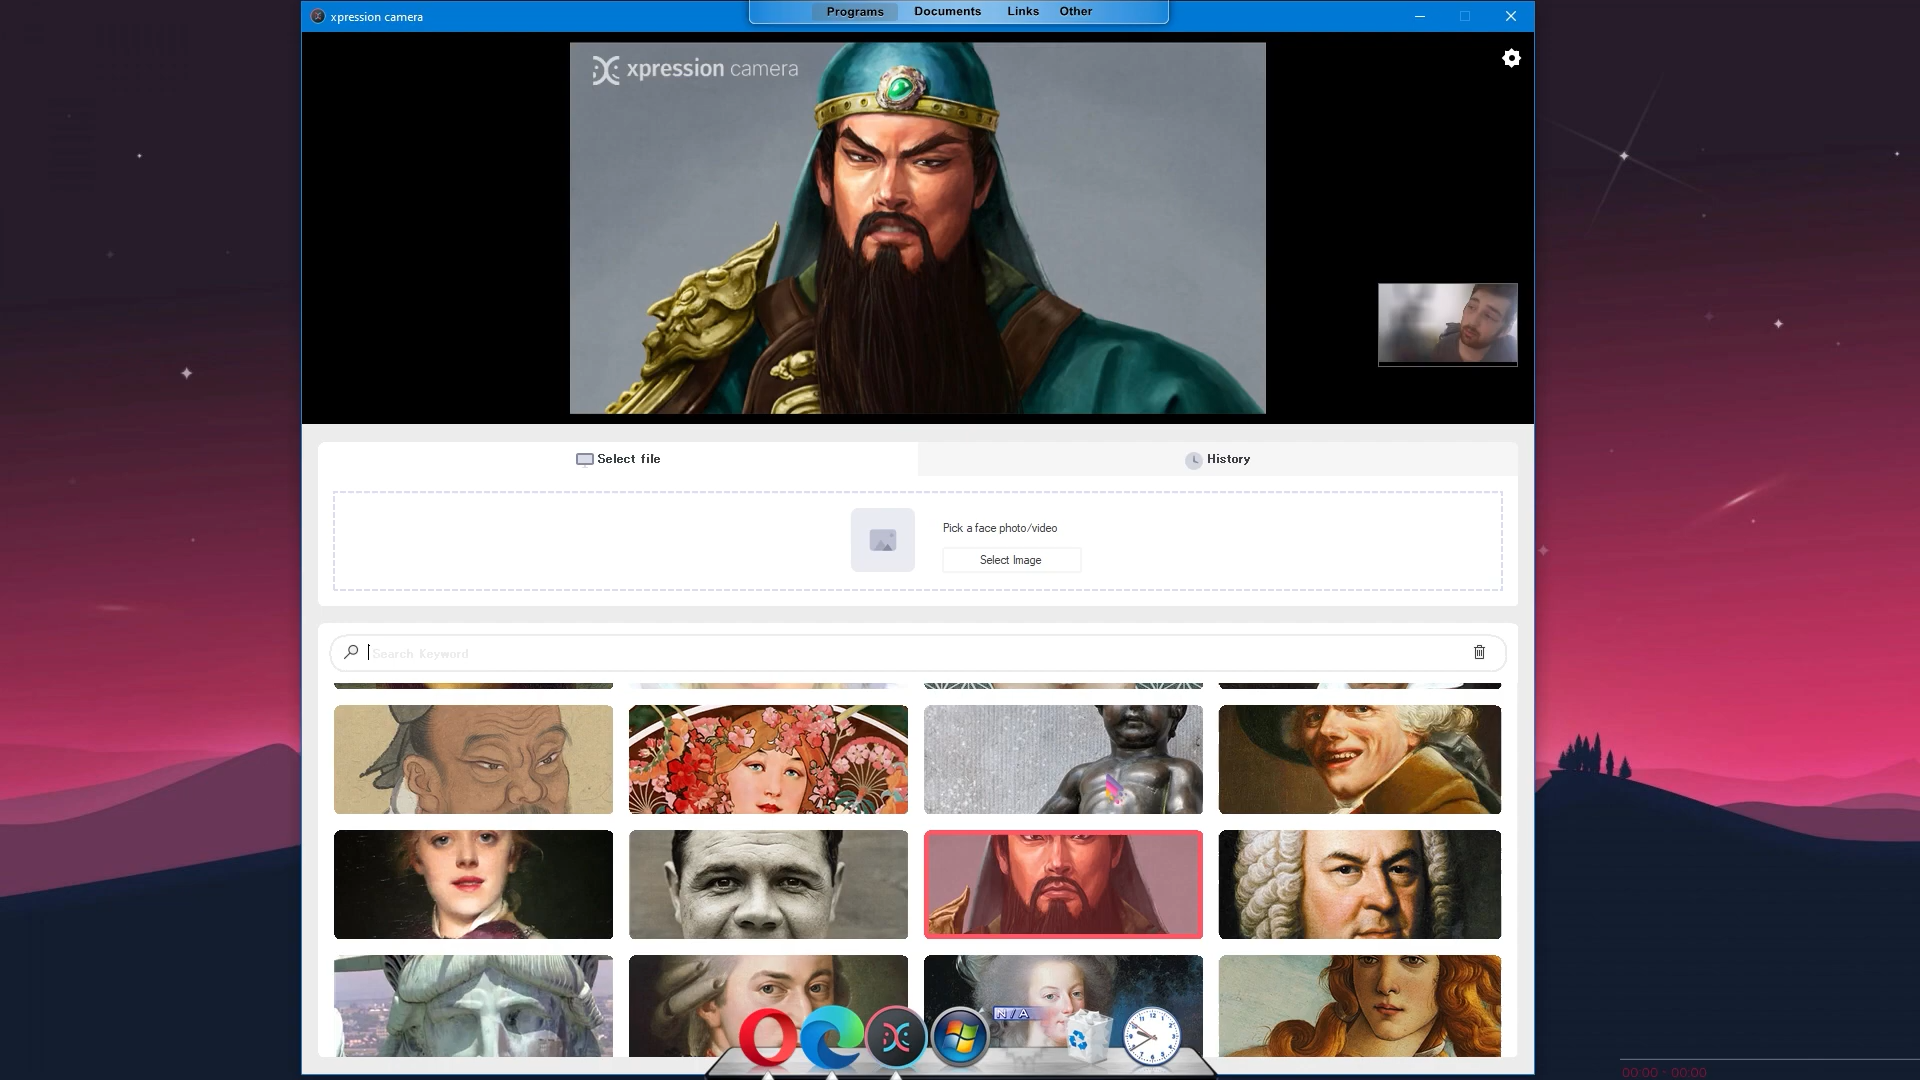 xpression camera
Programs Documents Links Other
xpression camera
Select file
History
Pick a face photo/video
Select Image
Search Keyword
N/A
00:00 - 00:00